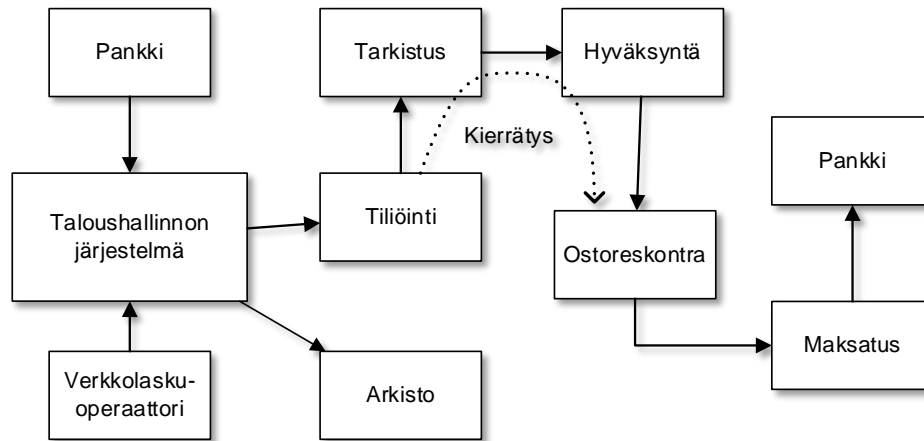 Pankki
Tarkistus
Hyväksyntä
Kierrätys
Pankki
Taloushallinnon
järjestelmä
Tiliöinti
Ostoreskontra
Verkkolasku-
operaattori
Arkisto
Maksatus